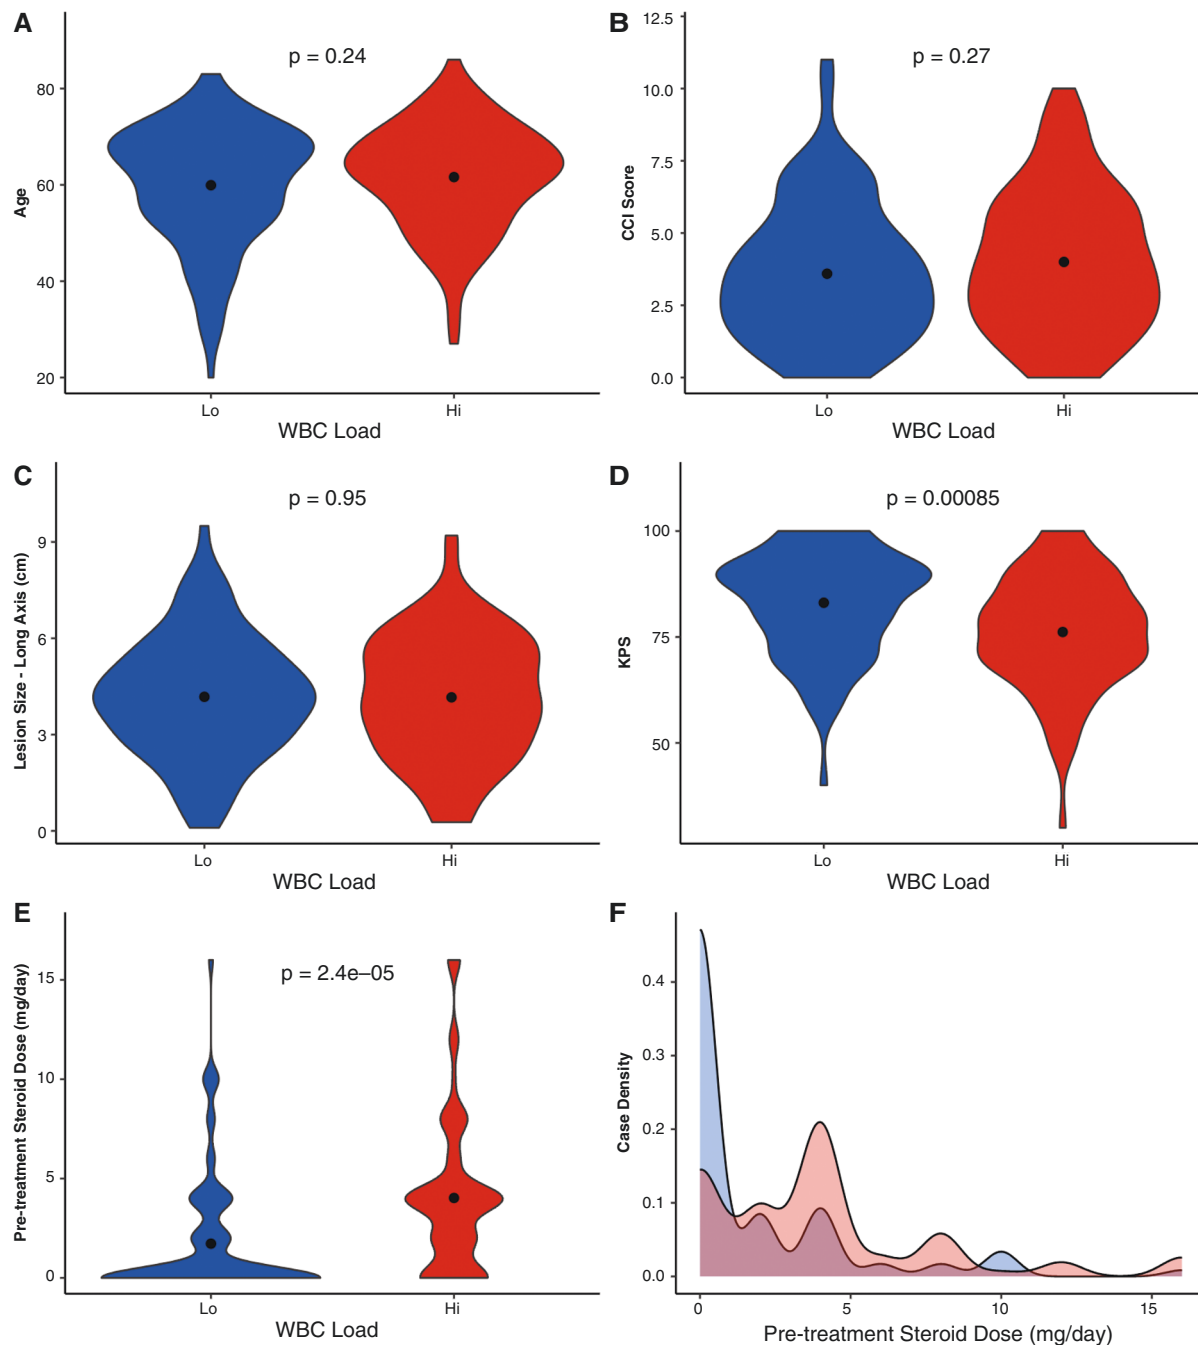 A
p = 0.24
Age
80
60
40
20
Lo
Hi
WBC Load
B
p = 0.27
CCI Score
12.5
10.0
7.5
5.0
2.5
0.0
Lo
Hi
WBC Load
C
p = 0.95
Lesion Size - Long Axis (cm)
9
6
3
0
Lo
Hi
WBC Load
D
p = 0.00085
KPS
100
75
50
Lo
Hi
WBC Load
E
p = 2.4e–05
Pre-treatment Steroid Dose (mg/day)
15
10
5
0
Lo
Hi
WBC Load
F
Case Density
0.4
0.3
0.2
0.1
0.0
0
5
10
15
Pre-treatment Steroid Dose (mg/day)